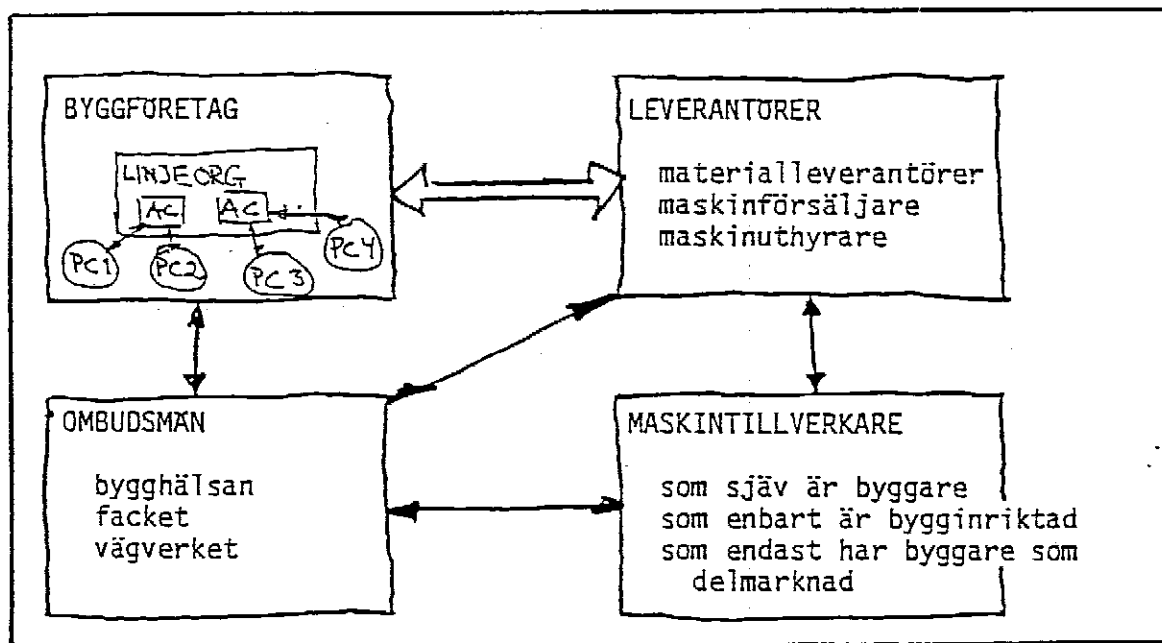 BYGGFÖRETAG
LINJEORG
AC AC
PC1 PC2 PC3 PC4
LEVERANTÖRER
materialleverantörer
maskinförsäljare
maskinuthyrare
OMBUDSMÄN
bygghälsan
facket
vägverket
MASKINTILLVERKARE
som sjäv är byggare
som enbart är bygginriktad
som endast har byggare som
delmarknad